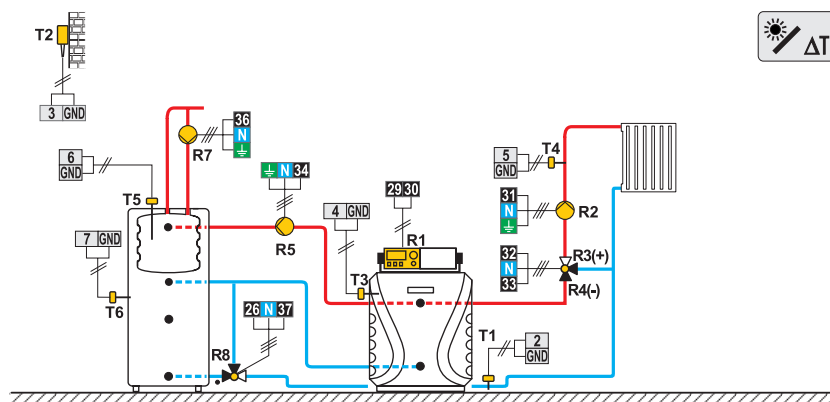 T2
ΔT
3 GND
36
N
R7
6
GND
N 34
5
GND
T4
T5
4 GND
29 30
31
N
R2
7 GND
R5
R1
32
N
33
R3(+)
T3
R4(-)
T6
26 N 37
T1
2
GND
R8